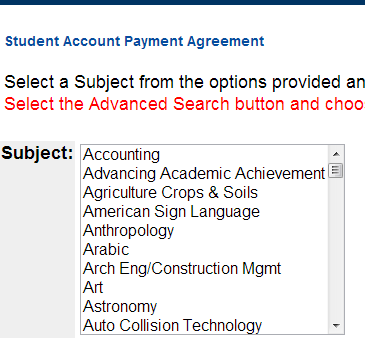 Student Account Payment Agreement
Select a Subject from the options provided an
Select the Advanced Search button and choo
Subject:
Accounting
Advancing Academic Achievement
Agriculture Crops & Soils
American Sign Language
Anthropology
Arabic
Arch Eng/Construction Mgmt
Art
Astronomy
Auto Collision Technology